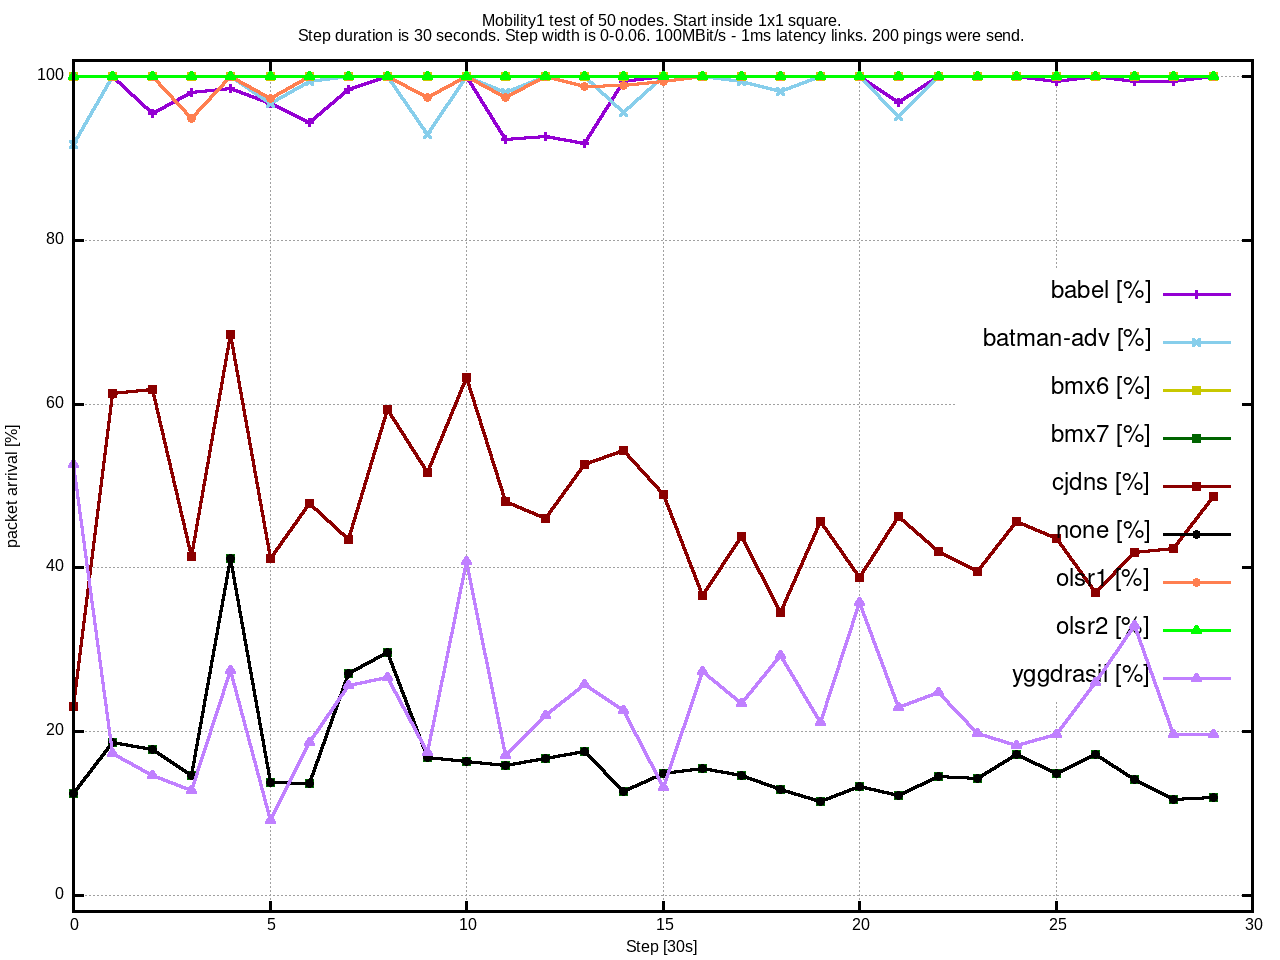 Mobility1 test of 50 nodes. Start inside 1x1 square.
Step duration is 30 seconds. Step width is 0-0.06. 100MBit/s - 1ms latency links. 200 pings were send.
100
80
60
40
20
0
packet arrival [%]
babel [%]
batman-adv [%]
bmx6 [%]
bmx7 [%]
cjdns [%]
none [%]
olsr1 [%]
olsr2 [%]
yggdrasil [%]
0 5 10 15 20 25 30
Step [30s]